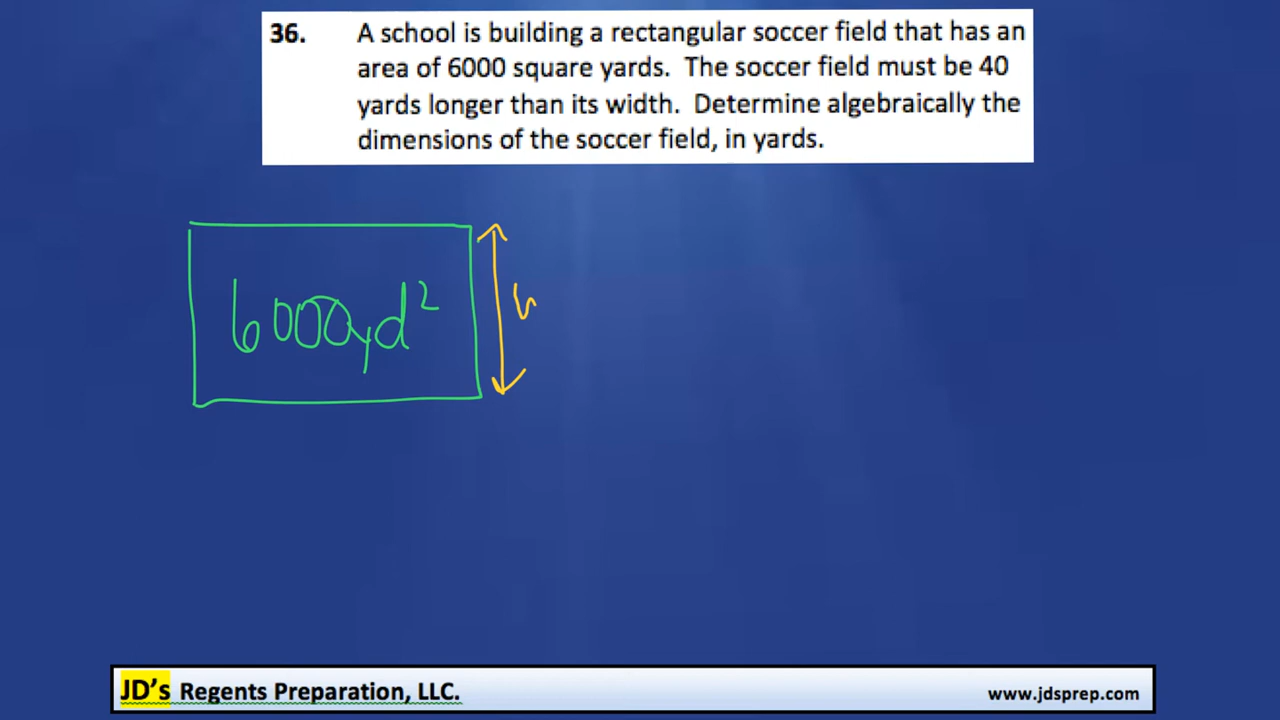 36. A school is building a rectangular soccer field that has an
area of 6000 square yards. The soccer field must be 40
yards longer than its width. Determine algebraically the
dimensions of the soccer field, in yards.
6000yd²
JD's Regents Preparation, LLC.
www.jdsprep.com